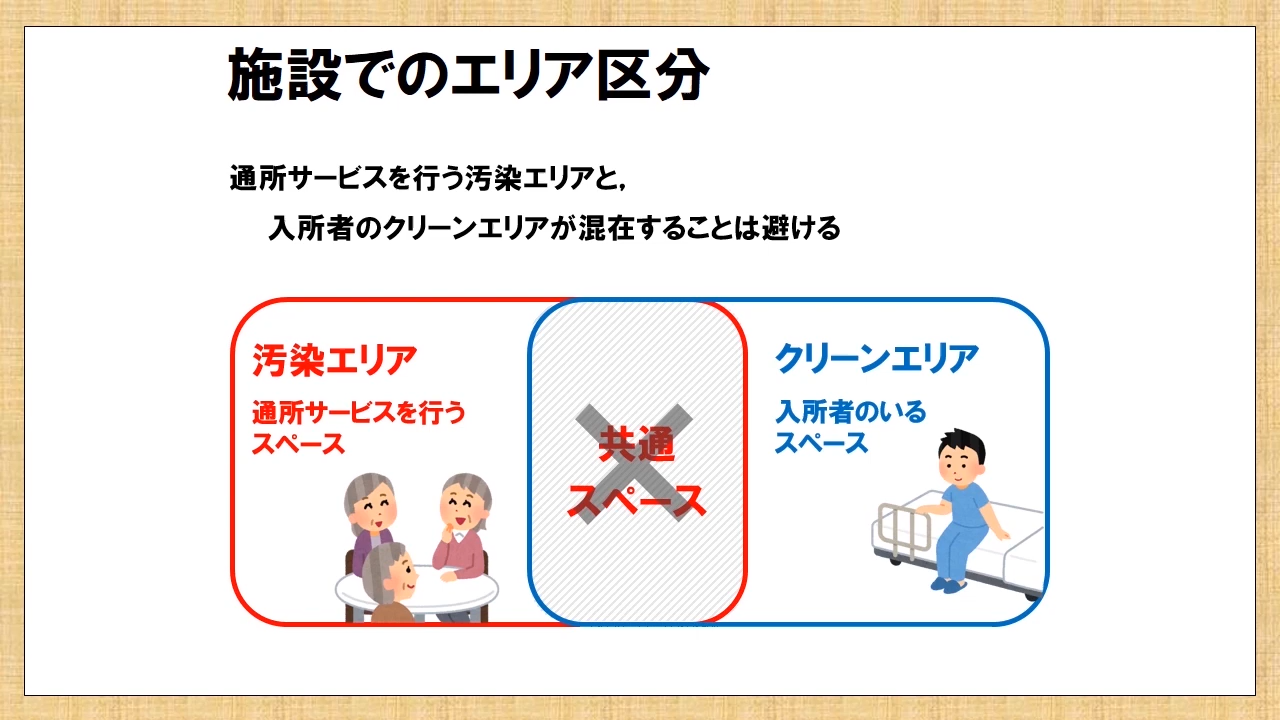 施設でのエリア区分
通所サービスを行う汚染エリアと,
入所者のクリーンエリアが混在することは避ける
汚染エリア
通所サービスを行う
スペース
共通
スペース
クリーンエリア
入所者のいる
スペース